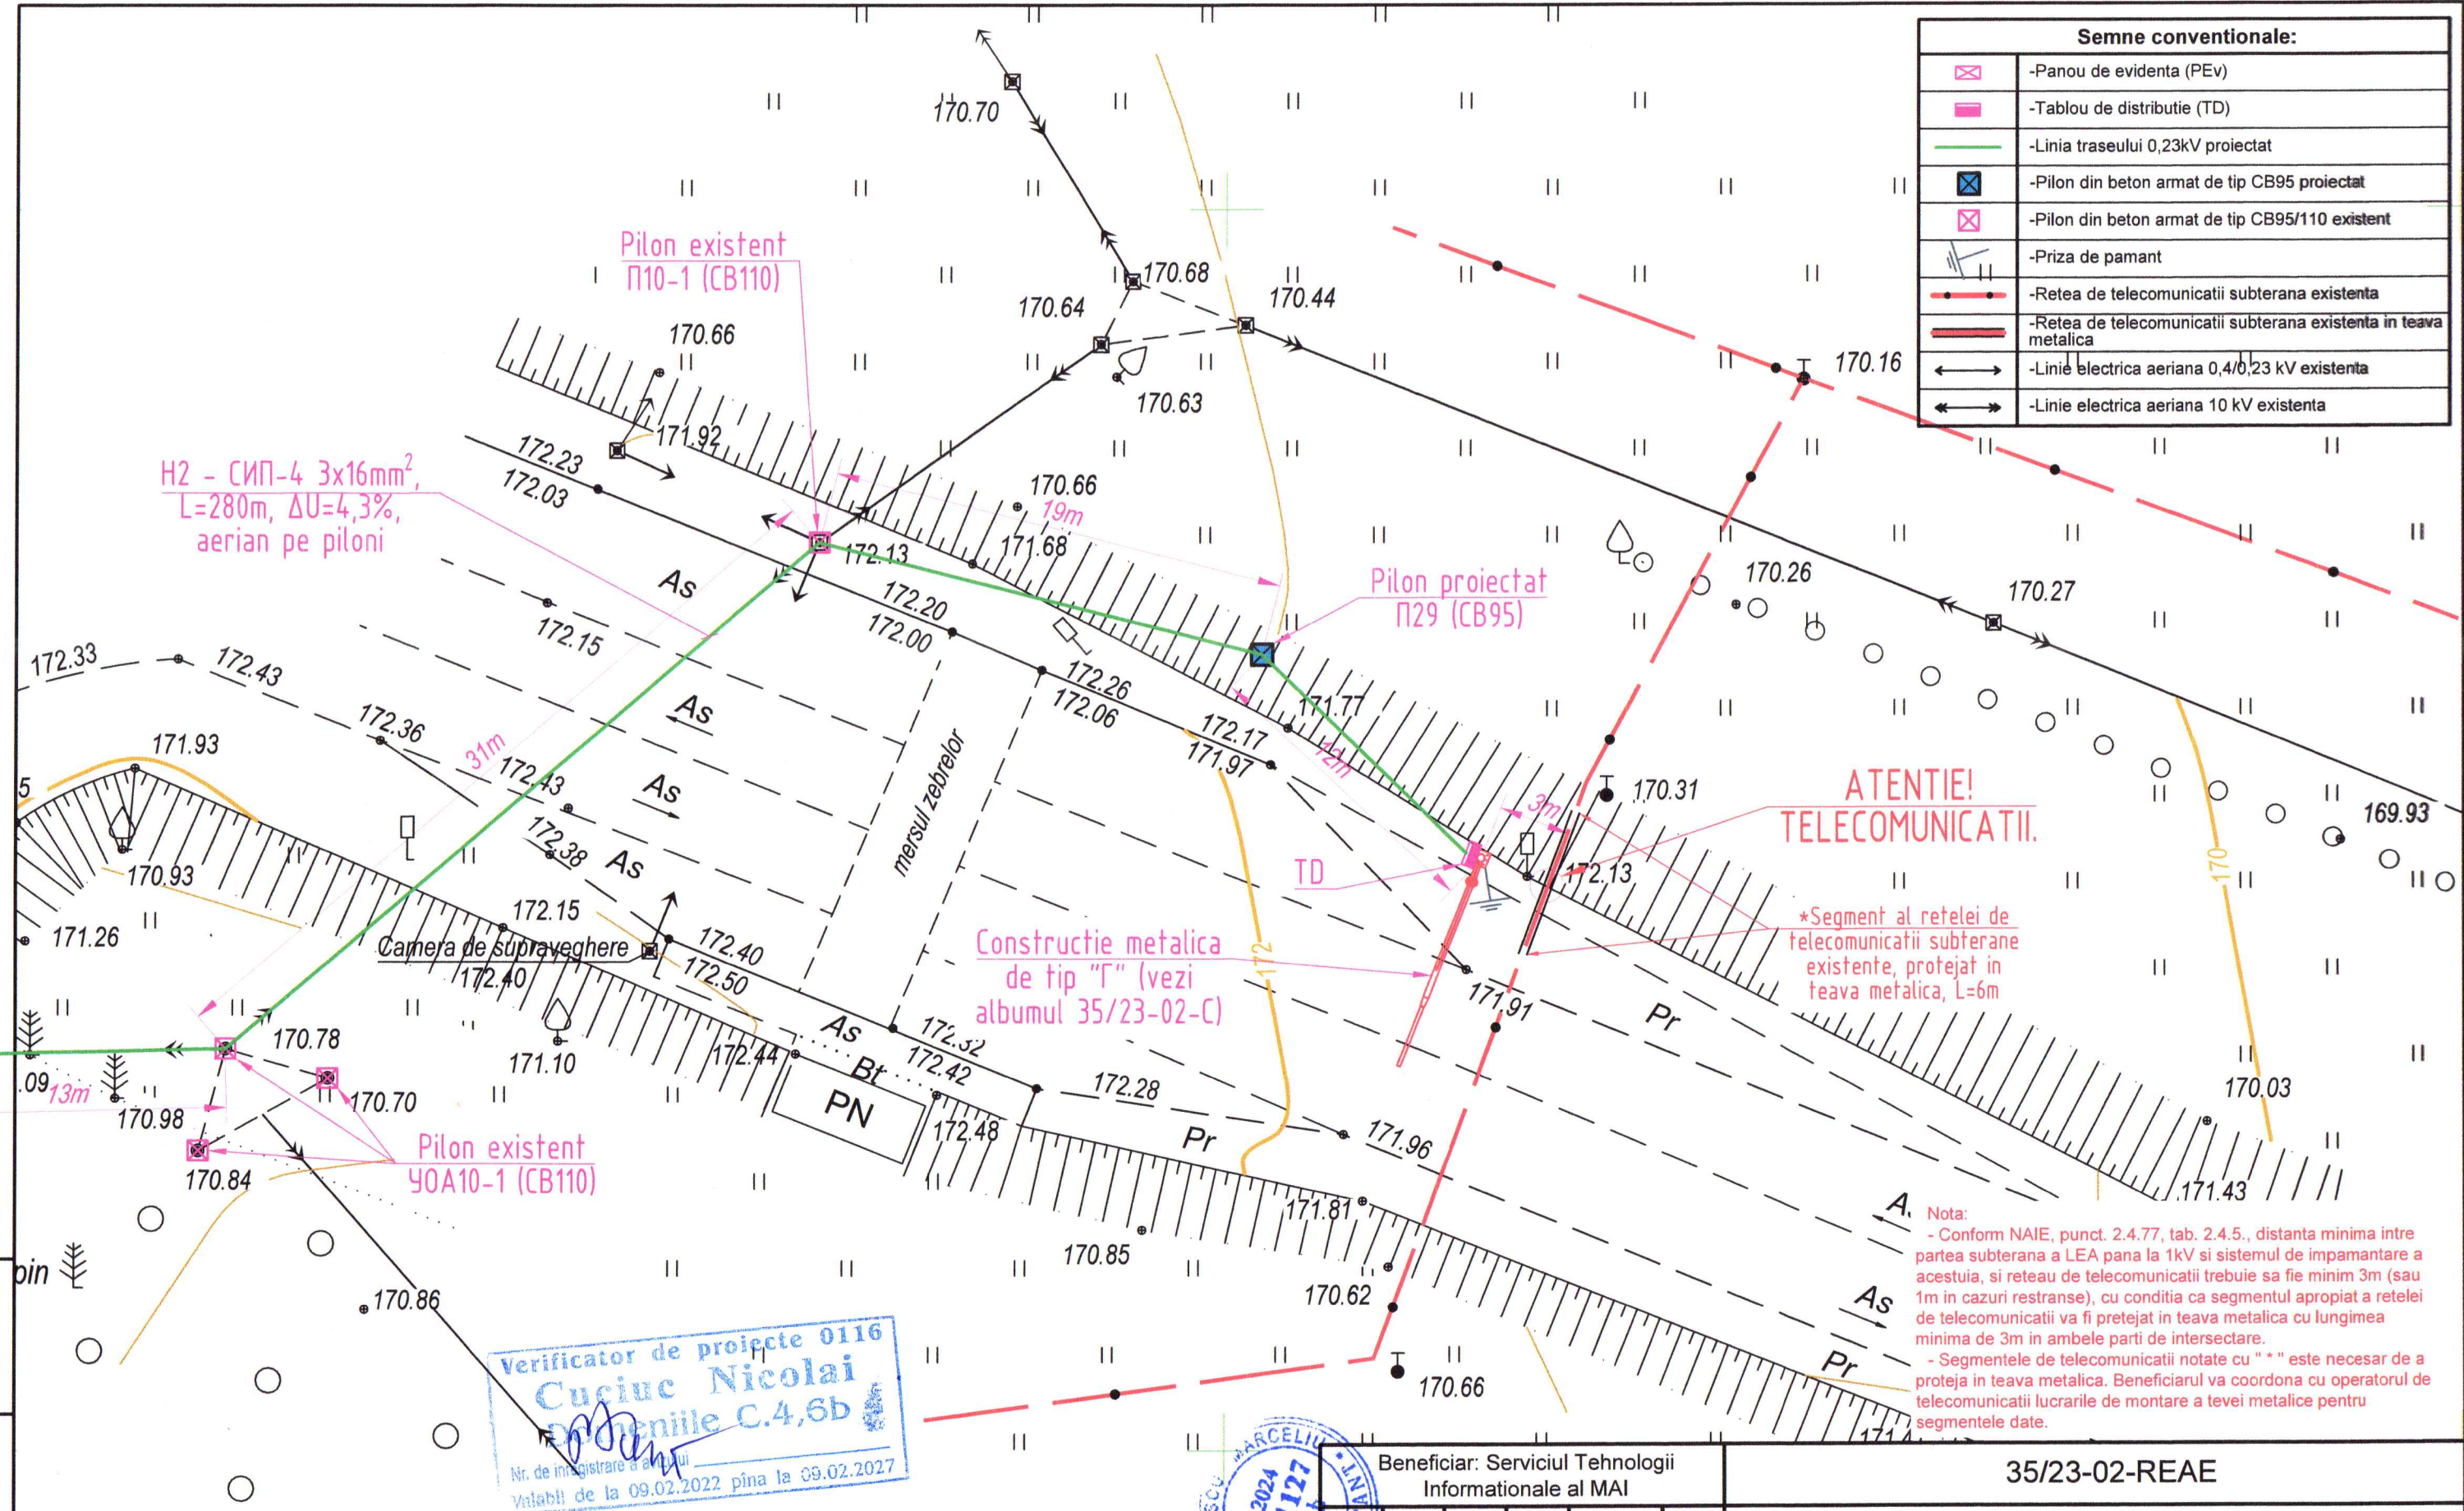 Semne conventionale:
-Panou de evidenta (PEv)
-Tablou de distributie (TD)
-Linia traseului 0,23kV proiectat
-Pilon din beton armat de tip CB95 proiectat
-Pilon din beton armat de tip CB95/110 existent
-Priza de pamant
-Retea de telecomunicatii subterana existenta
-Retea de telecomunicatii subterana existenta in teava
metalica
-Linie electrica aeriana 0,4/0,23 kV existenta
-Linie electrica aeriana 10 kV existenta
170.70
Pilon existent
П10-1 (СВ110)
170.68
170.64
170.44
170.66
170.63
170.16
171.92
172.23
172.03
H2 - СИП-4 3x16mm²,
L=280m, ΔU=4,3%,
aerian pe piloni
170.66
19m
172.13
171.68
As
172.20
172.00
Pilon proiectat
П29 (СВ95)
170.26
170.27
172.15
172.33
172.43
172.26
172.06
As
172.36
171.77
172.17
171.97
171.93
31m
172.43
As
mersul zebrelor
12m
5
3m
170.31
ATENTIE!
TELECOMUNICATII.
169.93
172.38
As
170.93
TD
172.13
170
171.26
172.15
Camera de supraveghere
172.40
172.40
172.50
Constructie metalica
de tip "Г" (vezi
albumul 35/23-02-C)
172
*Segment al retelei de
telecomunicatii subterane
existente, protejat in
teava metalica, L=6m
171.91
Pr
170.78
171.10
172.44
As
Bt
172.32
172.42
.09
13m
170.98
170.70
PN
172.28
170.03
172.48
Pr
171.96
Pilon existent
УОА10-1 (СВ110)
170.84
171.81
171.43
A.
170.85
170.62
As
pin
170.86
Pr
170.66
Nota:
- Conform NAIE, punct. 2.4.77, tab. 2.4.5., distanta minima intre
partea subterana a LEA pana la 1kV si sistemul de impamantare a
acestuia, si reteau de telecomunicatii trebuie sa fie minim 3m (sau
1m in cazuri restranse), cu conditia ca segmentul apropiat a retelei
de telecomunicatii va fi pretejat in teava metalica cu lungimea
minima de 3m in ambele parti de intersectare.
- Segmentele de telecomunicatii notate cu " * " este necesar de a
proteja in teava metalica. Beneficiarul va coordona cu operatorul de
telecomunicatii lucrarile de montare a tevei metalice pentru
segmentele date.
Verificator de proiecte 0116
Cuciuc Nicolai
Domeniile C.4,6b
Nr. de inregistrare a avizului
Valabil de la 09.02.2022 pîna la 09.02.2027
MARCELIU
2024
127
Beneficiar: Serviciul Tehnologii
Informationale al MAI
35/23-02-REAE